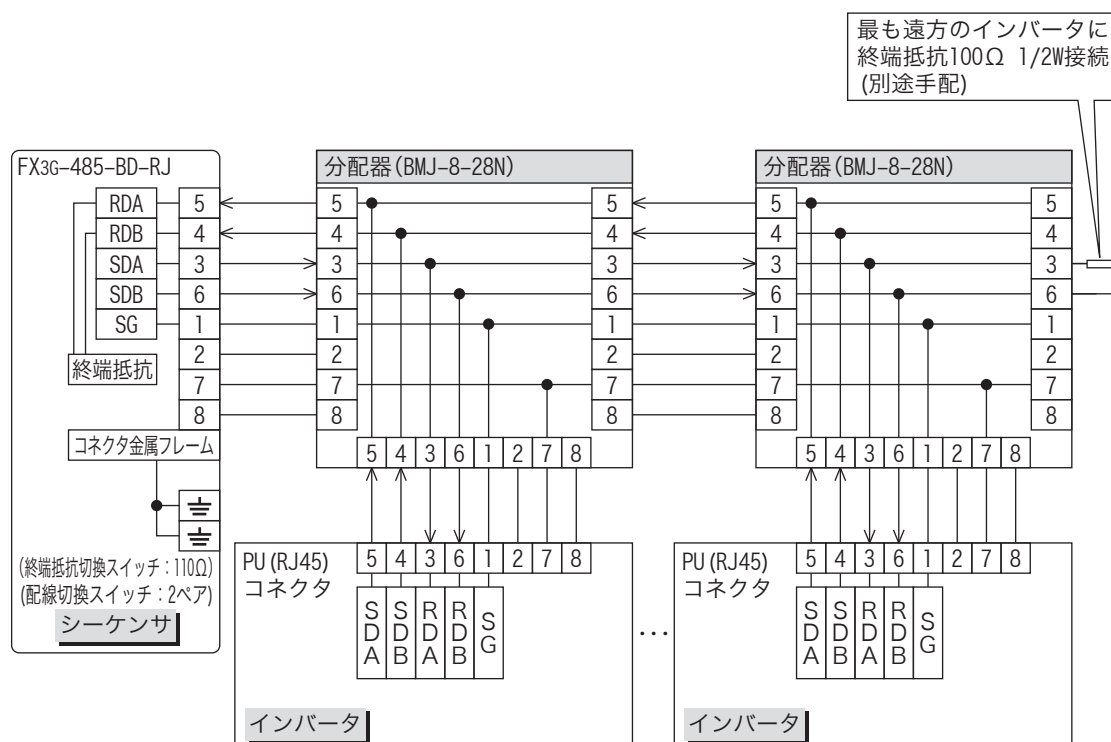 最も遠方のインバータに
終端抵抗100Ω 1/2W接続
(別途手配)
FX3G-485-BD-RJ
分配器(BMJ-8-28N)
分配器(BMJ-8-28N)
RDA 5 5 5 5 5
RDB 4 4 4 4 4
SDA 3 3 3 3 3
SDB 6 6 6 6 6
SG 1 1 1 1 1
2 2 2 2 2
7 7 7 7 7
8 8 8 8 8
終端抵抗
コネクタ金属フレーム
5 4 3 6 1 2 7 8
5 4 3 6 1 2 7 8
(終端抵抗切換スイッチ：110Ω)
(配線切換スイッチ：2ペア)
シーケンサ
PU(RJ45)
コネクタ
5 4 3 6 1 2 7 8
SDA
SDB
RDA
RDB
SG
インバータ
…
PU(RJ45)
コネクタ
5 4 3 6 1 2 7 8
SDA
SDB
RDA
RDB
SG
インバータ